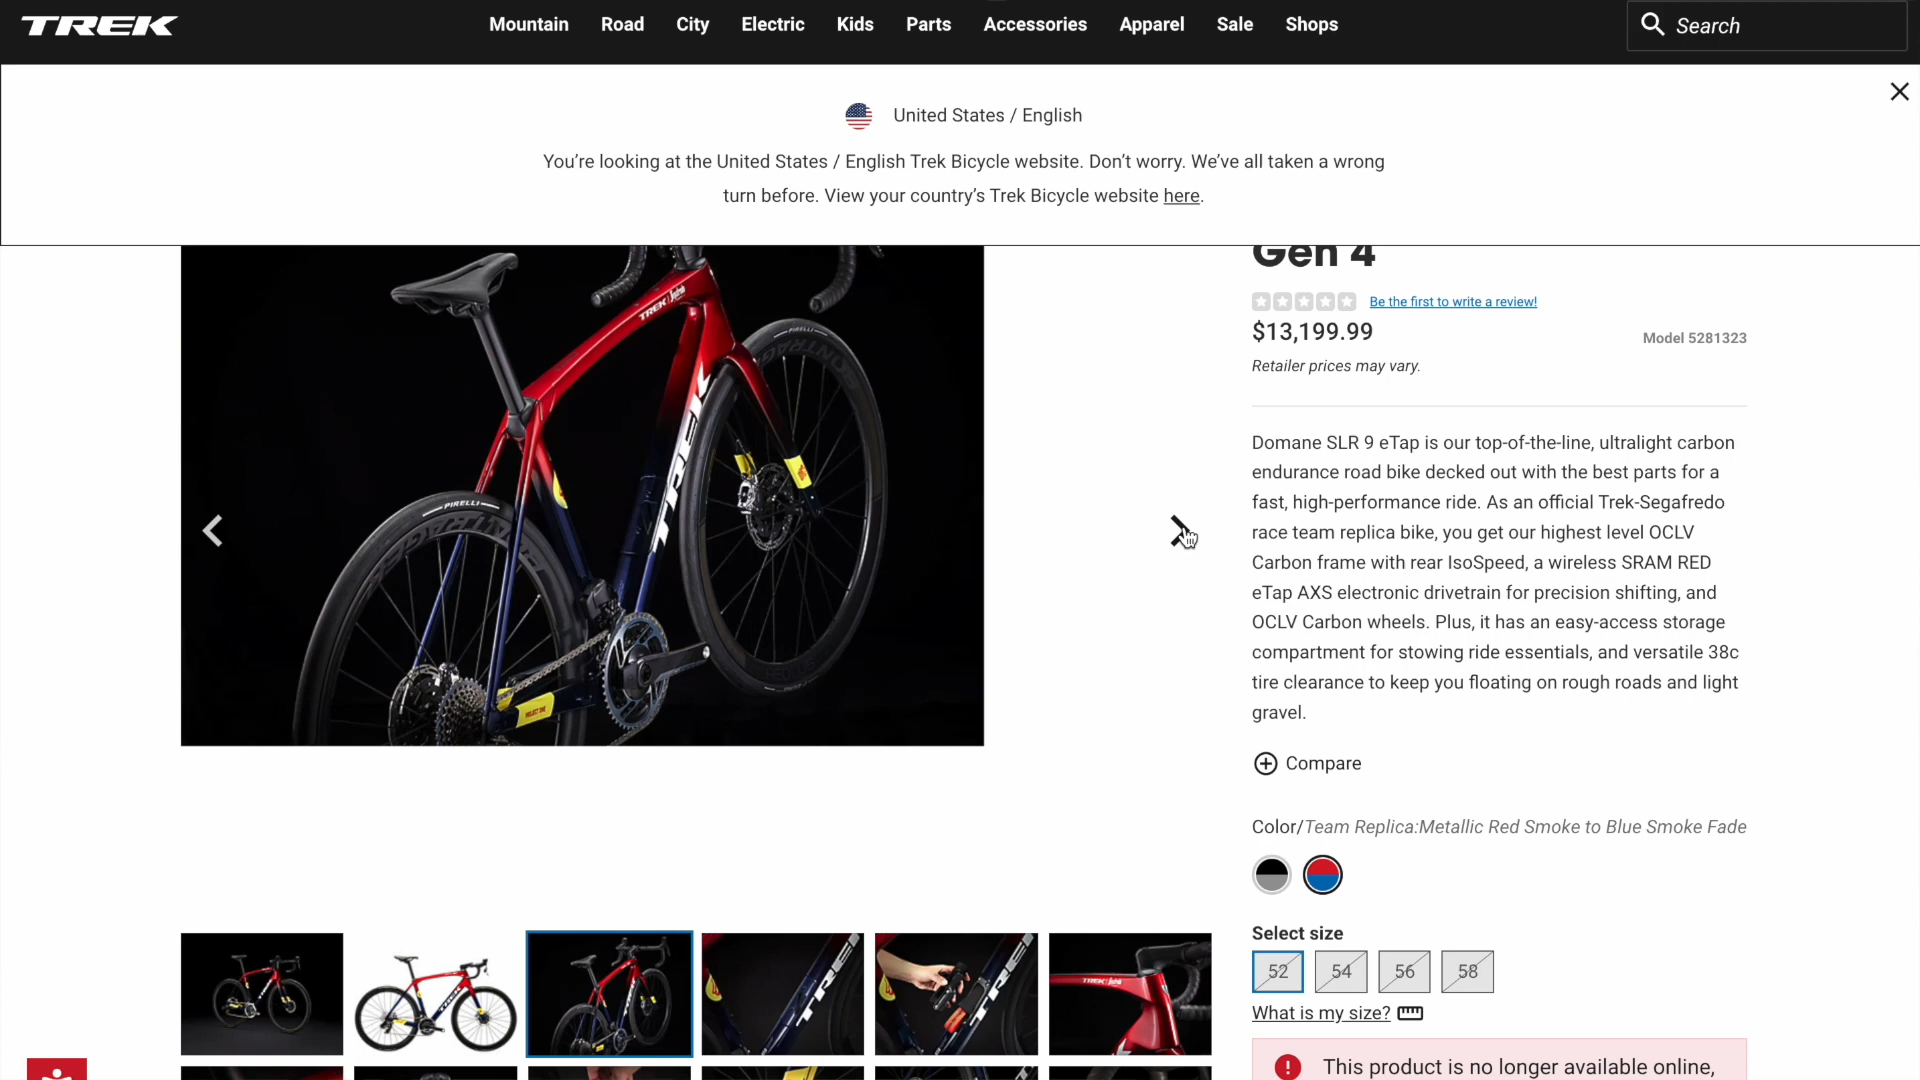 TREK
Mountain
Road
City
Electric
Kids
Parts
Accessories
Apparel
Sale
Shops
Search
United States / English
You’re looking at the United States / English Trek Bicycle website. Don’t worry. We’ve all taken a wrong
turn before. View your country’s Trek Bicycle website here.
Gen 4
Be the first to write a review!
$13,199.99
Model 5281323
Retailer prices may vary.
Domane SLR 9 eTap is our top-of-the-line, ultralight carbon
endurance road bike decked out with the best parts for a
fast, high-performance ride. As an official Trek-Segafredo
race team replica bike, you get our highest level OCLV
Carbon frame with rear IsoSpeed, a wireless SRAM RED
eTap AXS electronic drivetrain for precision shifting, and
OCLV Carbon wheels. Plus, it has an easy-access storage
compartment for stowing ride essentials, and versatile 38c
tire clearance to keep you floating on rough roads and light
gravel.
Compare
Color/Team Replica:Metallic Red Smoke to Blue Smoke Fade
Select size
52
54
56
58
What is my size?
This product is no longer available online,
TREK
PIRELLI
TREK
PIRELLI
TREK